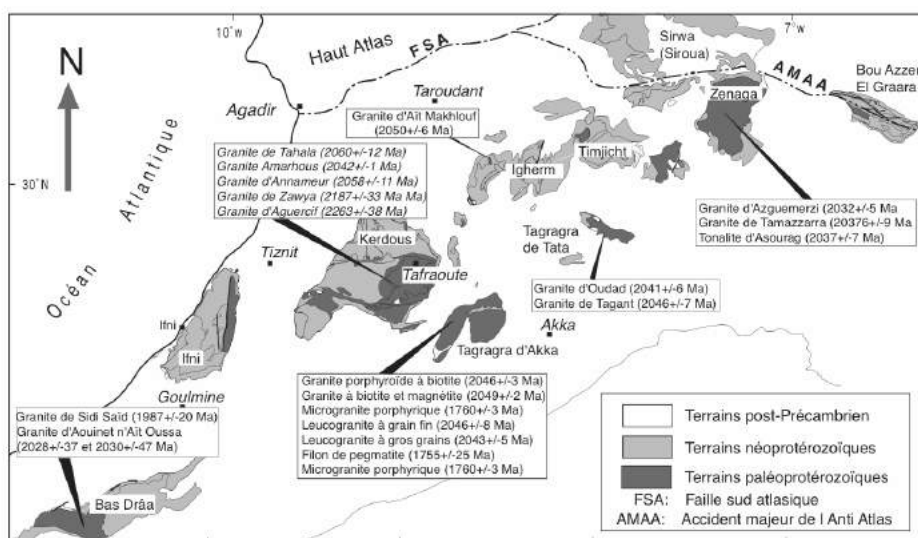 10°w
7°w
Haut Atlas
FSA
Sirwa
(Siroua)
AMAA
Bou Azzer
El Graara
N
Agadir
Taroudant
Zenaga
Granite d'Aït Makhlouf
(2050+/-6 Ma)
Océan Atlantique
Granite de Tahala (2060+/-12 Ma)
Granite Amarhous (2042+/-1 Ma)
Granite d'Annameur (2058+/-11 Ma)
Granite de Zawya (2187+/-33 Ma Ma)
Granite d'Aguercif (2263+/-38 Ma)
Timjicht
Igherm
30°N
Granite d'Azguemerzi (2032+/-5 Ma
Granite de Tamazzarra (20376+/-9 Ma
Tonalite d'Asourag (2037+/-7 Ma)
Kerdous
Tagragra
de Tata
Tiznit
Tafraoute
Granite d'Oudad (2041+/-6 Ma)
Granite de Tagant (2046+/-7 Ma)
Ifni
Ifni
Akka
Tagragra d'Akka
Goulmine
Granite de Sidi Saïd (1987+/-20 Ma)
Granite d'Aouinet n'Aït Oussa
(2028+/-37 et 2030+/-47 Ma)
Granite porphyroïde à biotite (2046+/-3 Ma)
Granite à biotite et magnétite (2049+/-2 Ma)
Microgranite porphyrique (1760+/-3 Ma)
Leucogranite à grain fin (2046+/-8 Ma)
Leucogranite à gros grains (2043+/-5 Ma)
Filon de pegmatite (1755+/-25 Ma)
Microgranite porphyrique (1760+/-3 Ma)
Bas Drâa
Terrains post-Précambrien
Terrains néoprotérozoïques
Terrains paléoprotérozoïques
FSA: Faille sud atlasique
AMAA: Accident majeur de l Anti Atlas